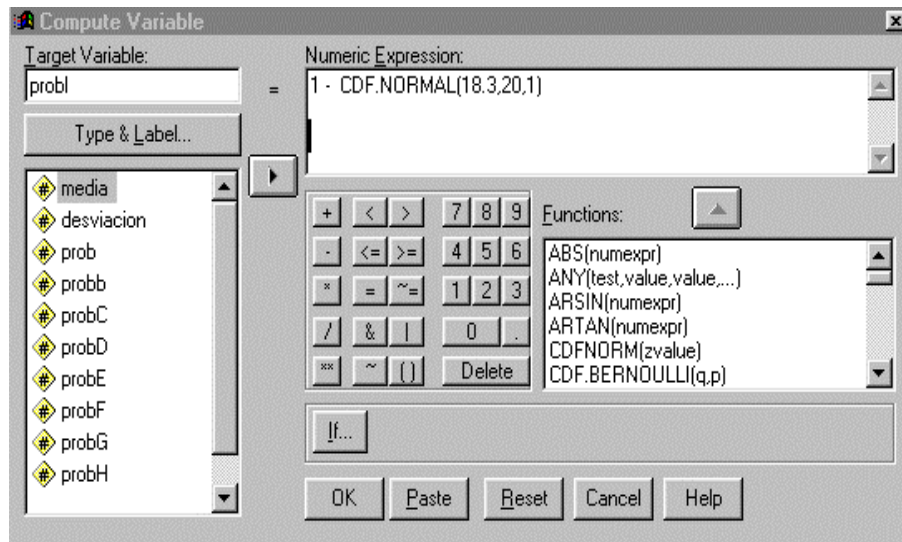 Compute Variable
Target Variable:
probI
=
Type & Label...
Numeric Expression:
1 - CDF.NORMAL(18.3,20,1)
media
desviacion
prob
probb
probC
probD
probE
probF
probG
probH
+ < > 7 8 9
- <= >= 4 5 6
* = ~= 1 2 3
/ & | 0 .
** ~ () Delete
Functions:
ABS(numexpr)
ANY(test,value,value,...)
ARSIN(numexpr)
ARTAN(numexpr)
CDFNORM(zvalue)
CDF.BERNOULLI(q,p)
If...
OK Paste Reset Cancel Help